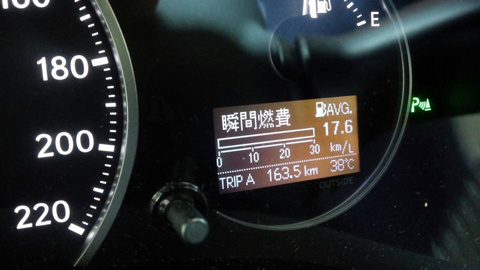 160
180
200
220
E
瞬間燃費 AVG.
17.6
km/L
0 10 20 30
TRIP A 163.5 km 38℃
OUTSIDE
P